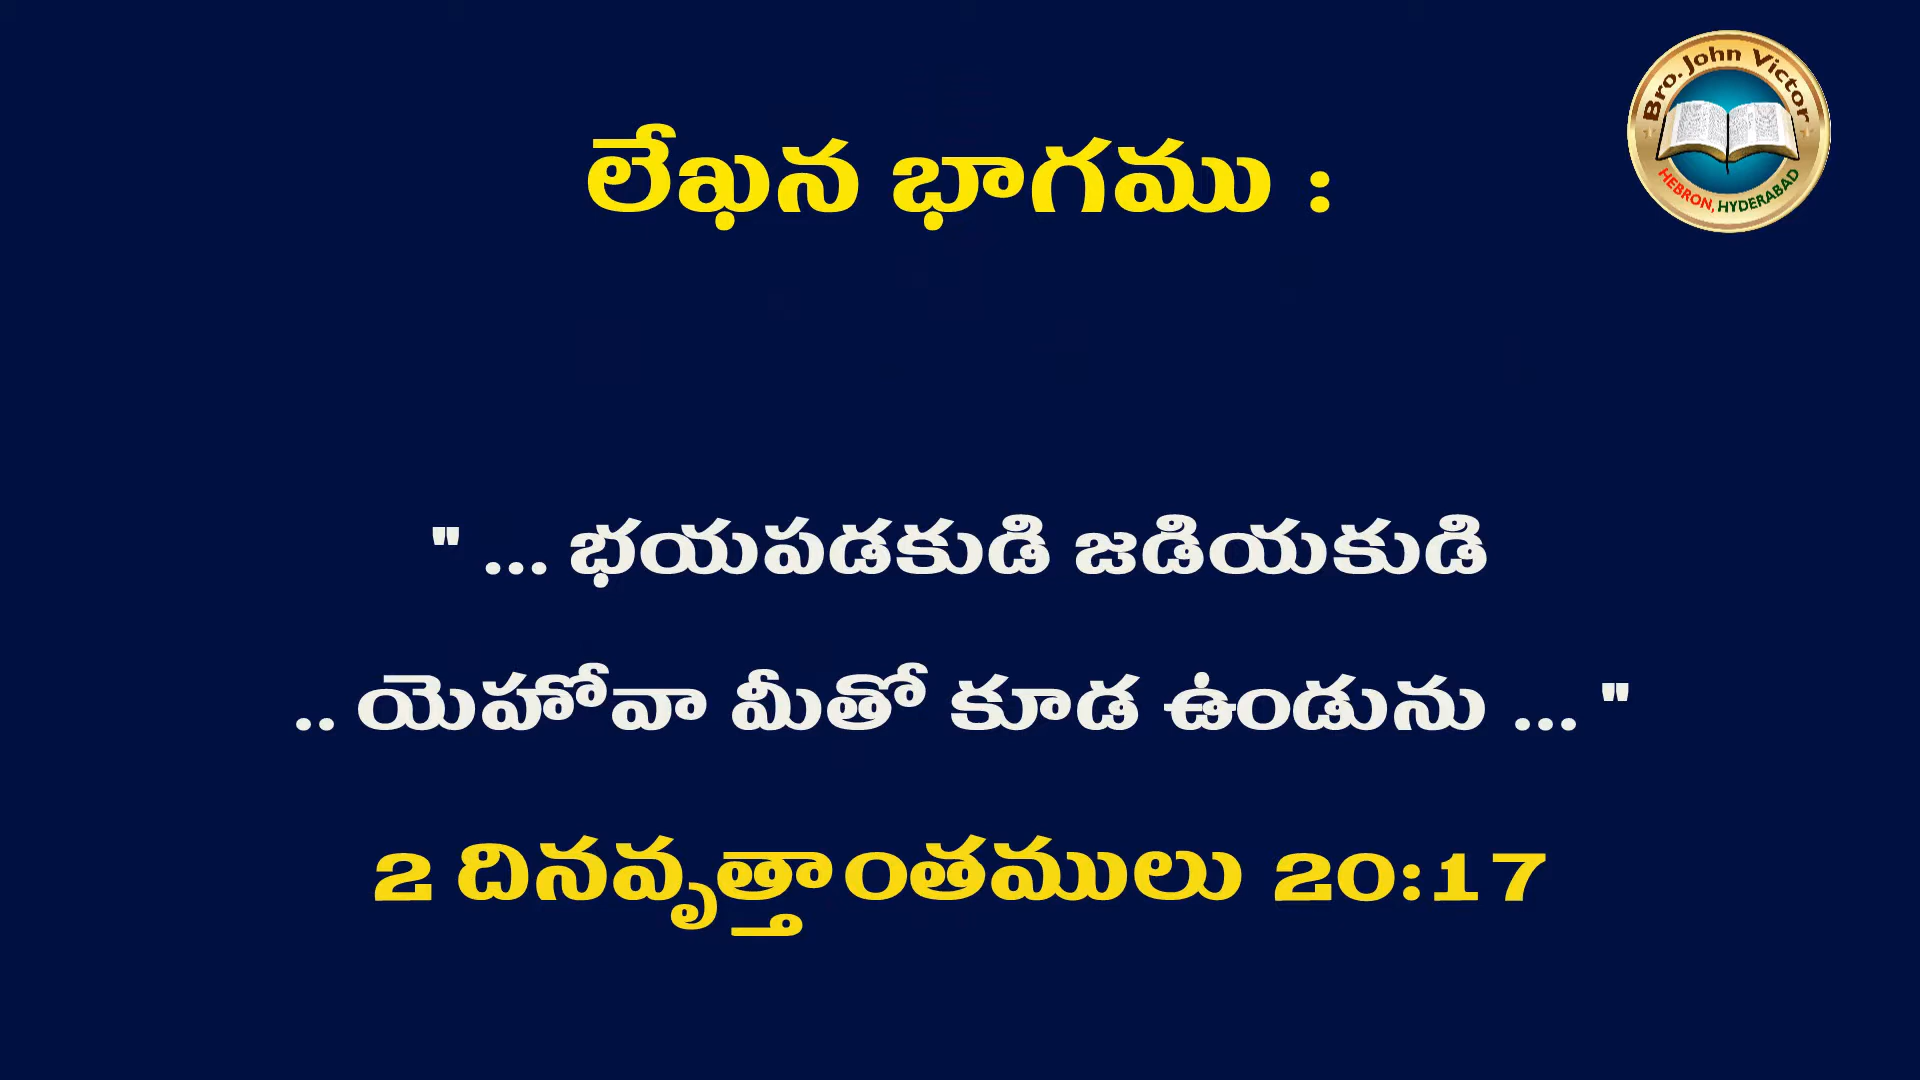 Bro. John Victor
HEBRON, HYDERABAD
లేఖన భాగము :
" ... భయపడకుడి జడియకుడి
.. యెహోవా మీతో కూడ ఉండును ... "
2 దినవృత్తాంతములు 20:17